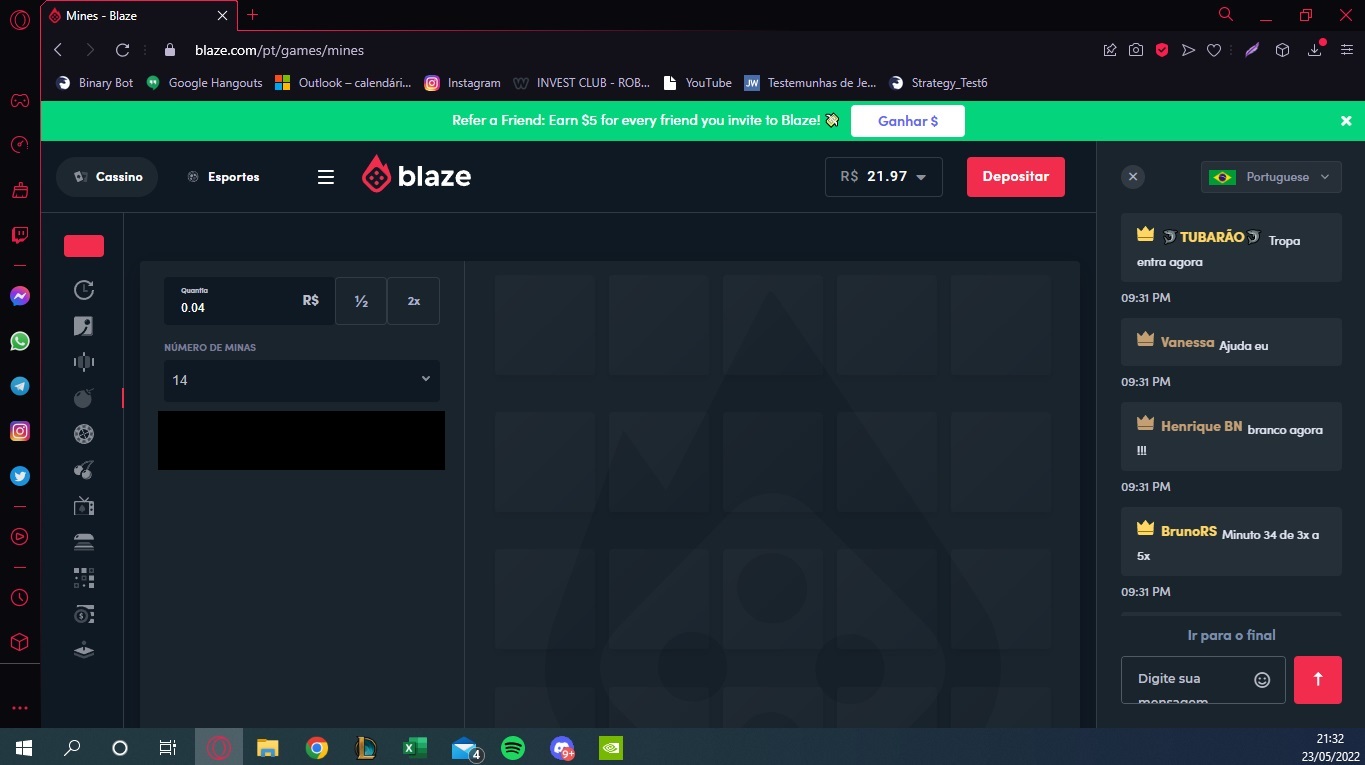 Mines - Blaze
blaze.com/pt/games/mines
Binary Bot
Google Hangouts
Outlook – calendári...
Instagram
INVEST CLUB - ROB...
YouTube
JW
Testemunhas de Je...
Strategy_Test6
Refer a Friend: Earn $5 for every friend you invite to Blaze! 💸
Ganhar $
Cassino
Esportes
blaze
R$ 21.97
Depositar
Portuguese
TUBARÃO Tropa
entra agora
09:31 PM
Vanessa Ajuda eu
09:31 PM
Henrique BN branco agora
!!!
09:31 PM
BrunoRS Minuto 34 de 3x a
5x
09:31 PM
Ir para o final
Digite sua
mensagem
Quantia
0.04
R$
½
2x
NÚMERO DE MINAS
14
4
9+
21:32
23/05/2022